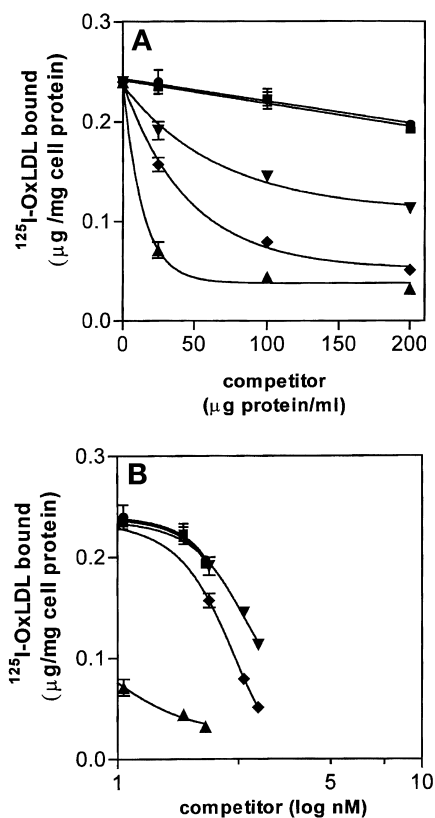 A
0.3
0.2
0.1
0.0
¹²⁵I-OxLDL bound
(μg /mg cell protein)
0 50 100 150 200
competitor
(μg protein/ml)
B
0.3
0.2
0.1
0.0
¹²⁵I-OxLDL bound
(μg/mg cell protein)
1 5 10
competitor (log nM)